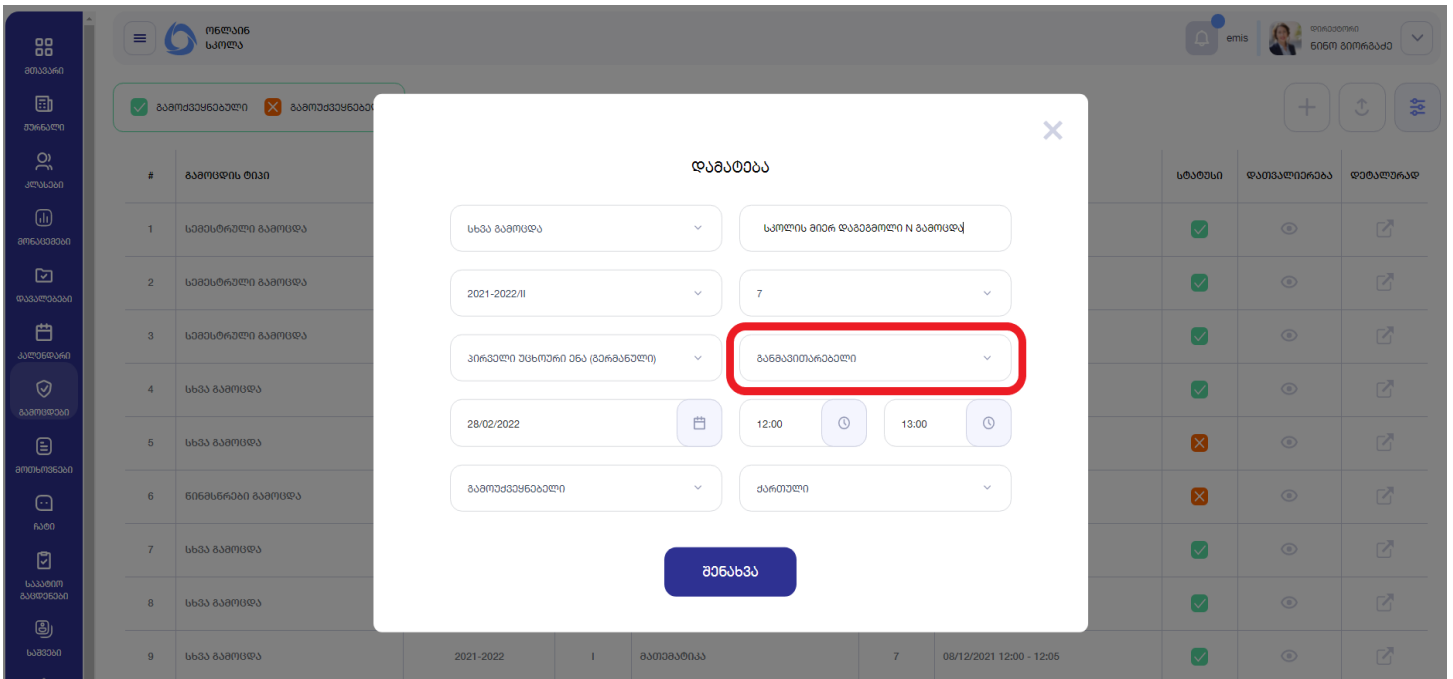 მთავარი
ჟურნალი
კლასები
მონაცემები
დავალებები
კალენდარი
გამოცდები
მოთხოვნები
ჩატი
საპატიო
გაცდენები
საშვები
ონლაინ
სკოლა
emis
დირექტორი
ნინო გიორგაძე
გამოქვეყნებული
# გამოცდის ტიპი სტატუსი დათვალიერება დეტალურად
1 სემესტრული გამოცდა
2 სემესტრული გამოცდა
3 სემესტრული გამოცდა
4 სხვა გამოცდა
5 სხვა გამოცდა
6 წინმსწრები გამოცდა
7 სხვა გამოცდა
8 სხვა გამოცდა
9 სხვა გამოცდა 2021-2022 I მათემატიკა 7 08/12/2021 12:00 - 12:05
დამატება
სხვა გამოცდა სკოლის მიერ დაგეგმილი N გამოცდა
2021-2022/II 7
პირველი უცხოური ენა (გერმანული) განმავითარებელი
28/02/2022 12:00 13:00
გამოუქვეყნებელი ქართული
შენახვა